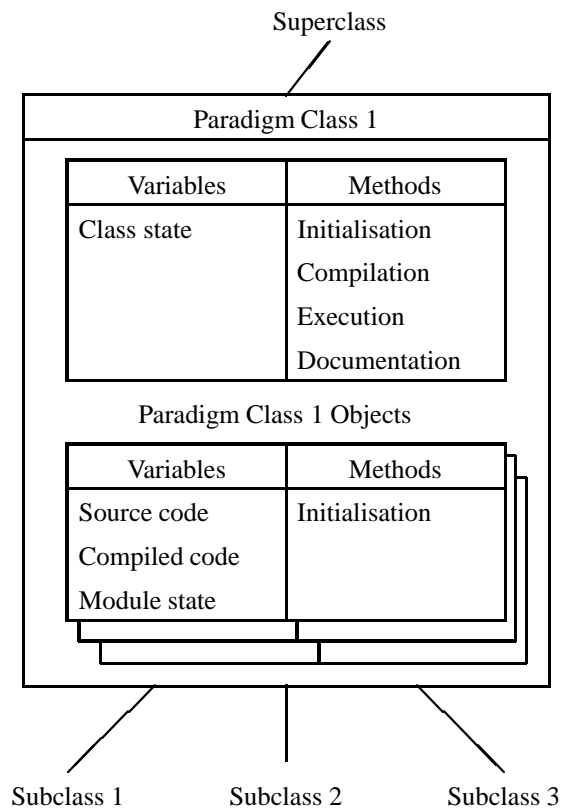 Superclass
Paradigm Class 1
Variables Methods
Class state Initialisation
Compilation
Execution
Documentation
Paradigm Class 1 Objects
Variables Methods
Source code Initialisation
Compiled code
Module state
Subclass 1 Subclass 2 Subclass 3